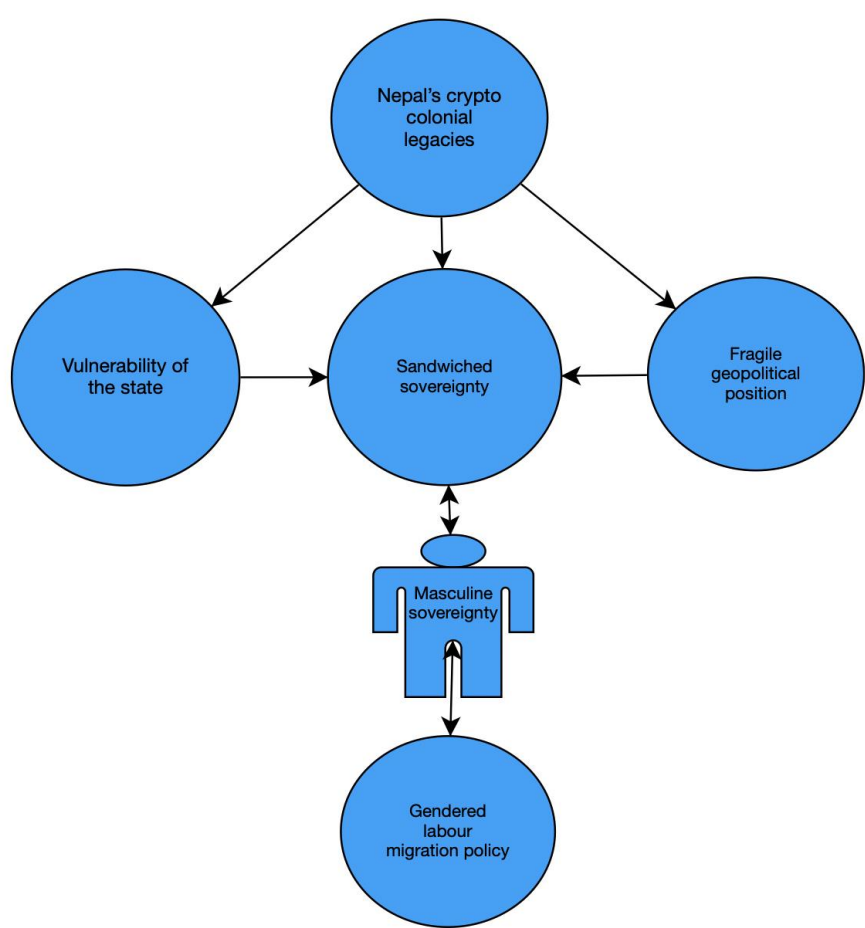 Nepal's crypto
colonial
legacies
Vulnerability of
the state
Sandwiched
sovereignty
Fragile
geopolitical
position
Masculine
sovereignty
Gendered
labour
migration policy